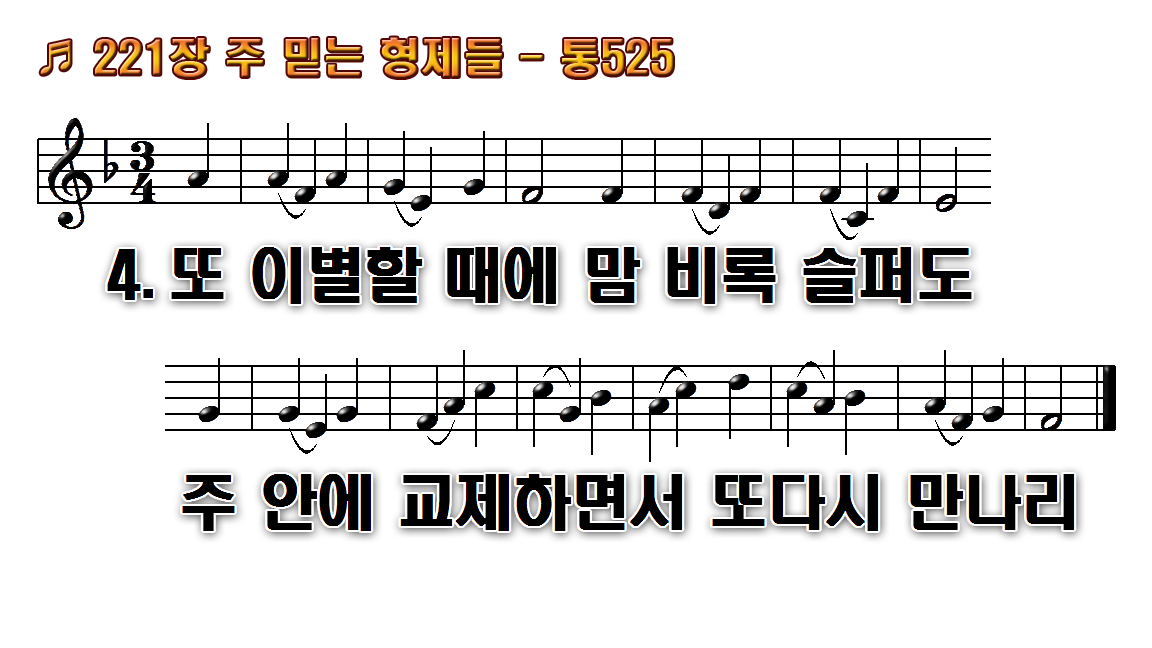 ♬ 221장 주 믿는 형제들 - 통525
3
4
4. 또 이별할 때에 맘 비록 슬퍼도
주 안에 교제하면서 또다시 만나리